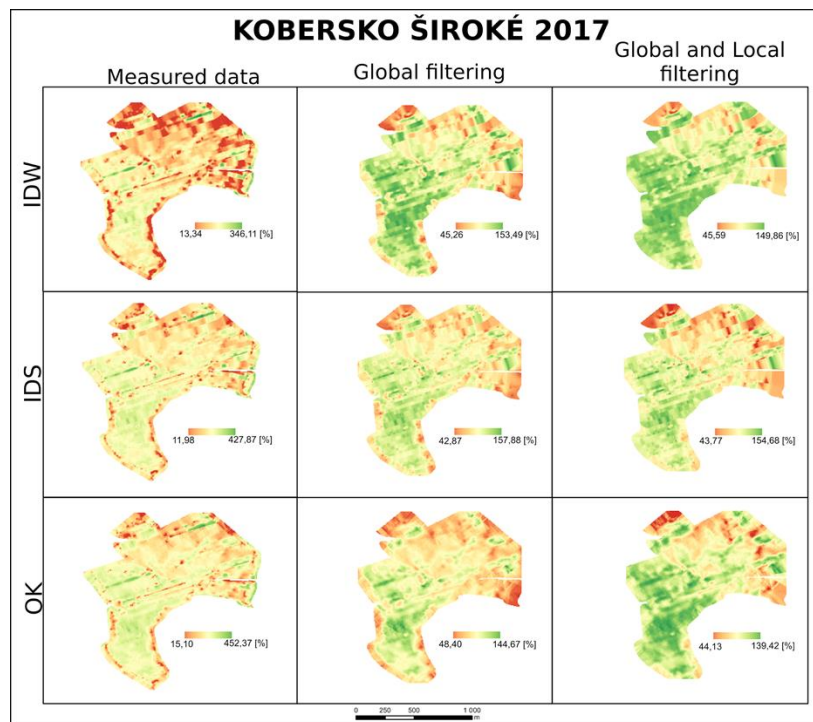 KOBERSKO ŠIROKÉ 2017
Measured data
Global filtering
Global and Local
filtering
IDW
13,34 346,11 [%]
45,26 153,49 [%]
45,59 149,86 [%]
IDS
11,98 427,87 [%]
42,87 157,88 [%]
43,77 154,68 [%]
OK
15,10 452,37 [%]
48,40 144,67 [%]
44,13 139,42 [%]
0 250 500 1 000
m